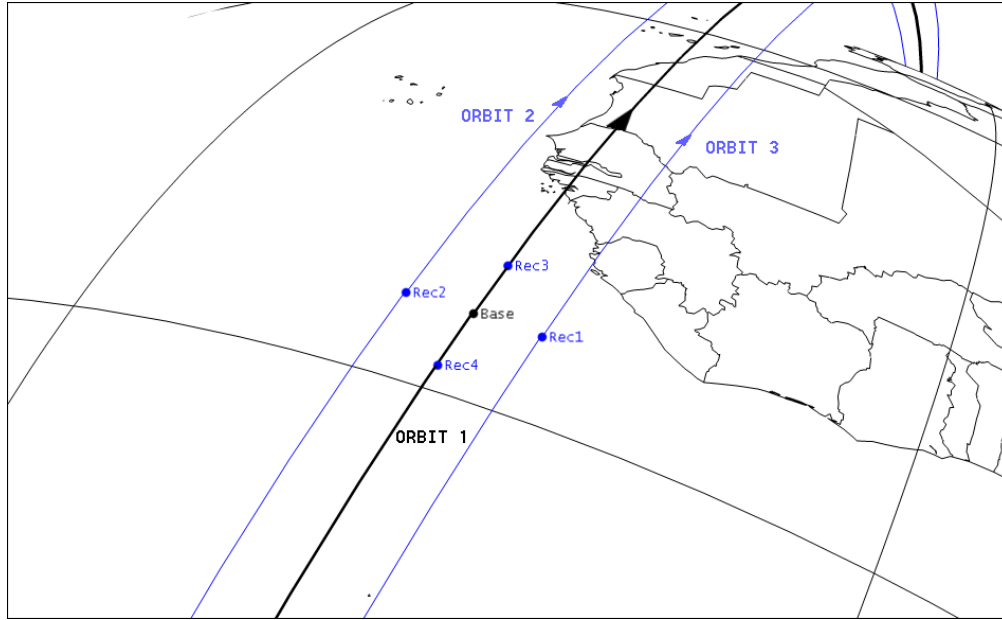 ORBIT 2
ORBIT 3
Rec3
Rec2
Base
Rec1
Rec4
ORBIT 1